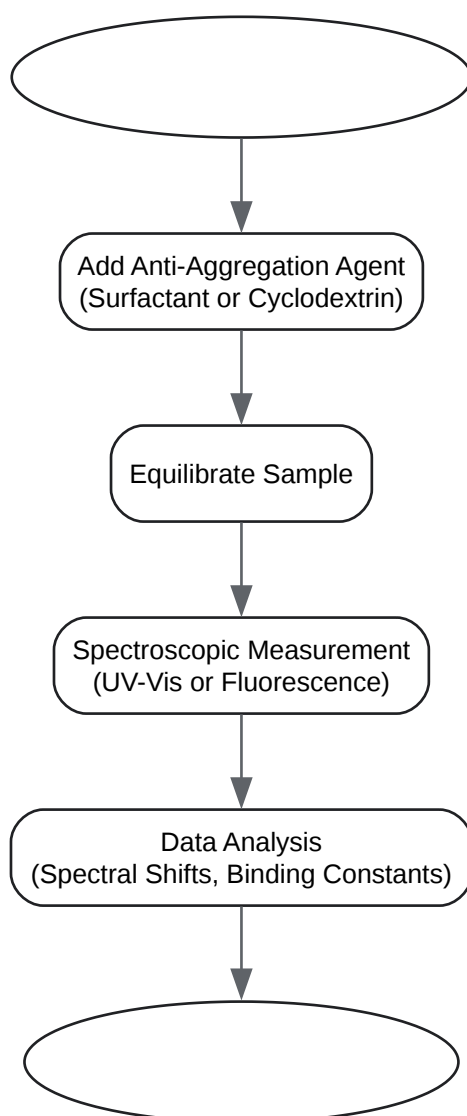 Add Anti-Aggregation Agent
(Surfactant or Cyclodextrin)
Equilibrate Sample
Spectroscopic Measurement
(UV-Vis or Fluorescence)
Data Analysis
(Spectral Shifts, Binding Constants)